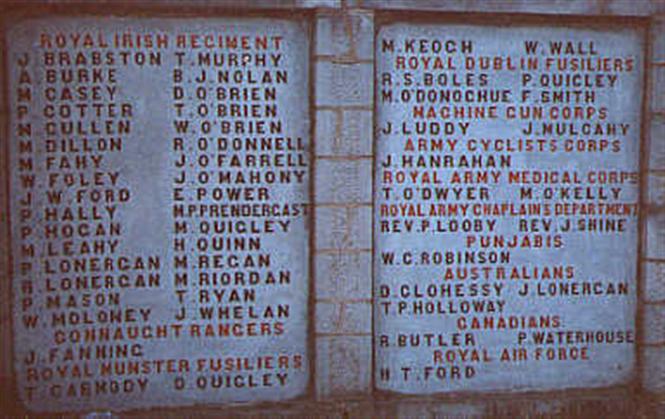 ROYAL IRISH REGIMENT
J. BRABSTON T. MURPHY
A. BURKE B. J. NOLAN
M CASEY D. O'BRIEN
P COTTER T. O'BRIEN
M CULLEN W. O'BRIEN
M. DILLON R. O'DONNELL
M FAHY J. O'FARRELL
W. FOLEY J. O'MAHONY
J. W. FORD E. POWER
P. HALLY M.P. PRENDERGAST
P. HOGAN M. QUIGLEY
M. LEAHY H. QUINN
P LONERGAN M. REGAN
R LONERGAN M. RIORDAN
P. MASON T. RYAN
W. MOLONEY J. WHELAN
CONNAUGHT RANGERS
J. FANNING
ROYAL MUNSTER FUSILIERS
T. CARMODY D. QUIGLEY
M. KEOGH W. WALL
ROYAL DUBLIN FUSILIERS
R. S. BOLES P. QUIGLEY
M. O'DONOGHUE F. SMITH
MACHINE GUN CORPS
J. LUDDY J. MULCAHY
ARMY CYCLISTS CORPS
J. HANRAHAN
ROYAL ARMY MEDICAL CORPS
T. O'DWYER M. O'KELLY
ROYAL ARMY CHAPLAINS DEPARTMENT
REV. P. LOOBY REV. J. SHINE
PUNJABIS
W. C. ROBINSON
AUSTRALIANS
D. CLOHESSY J. LONERGAN
T. P. HOLLOWAY
CANADIANS
R. BUTLER P. WATERHOUSE
ROYAL AIR FORCE
H T. FORD